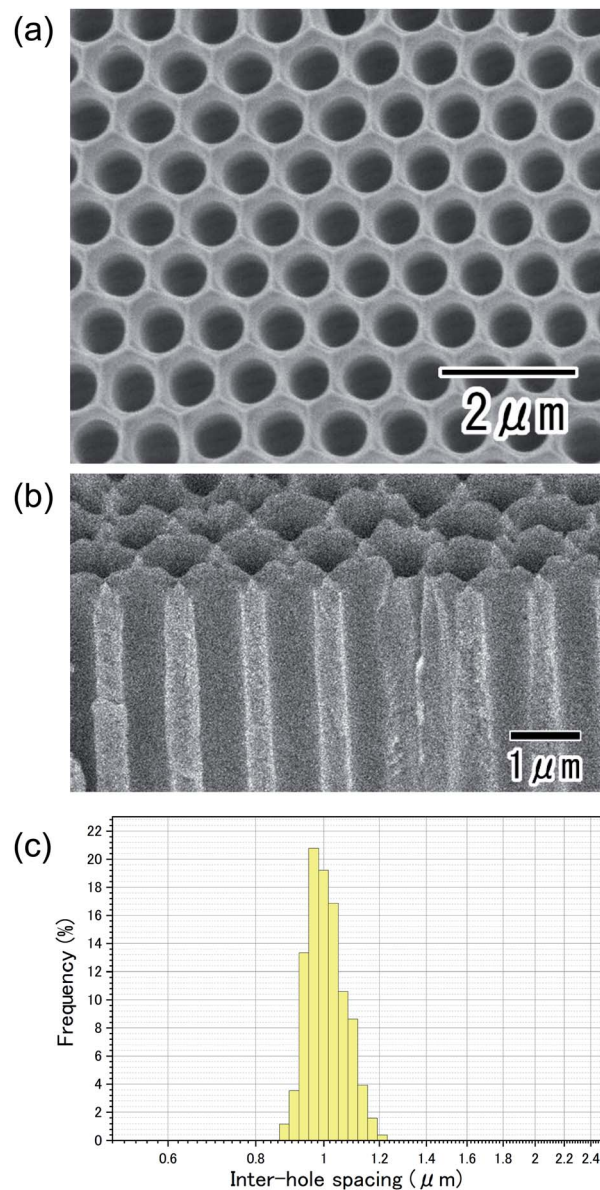 (a)
2 μm
(b)
1 μm
(c)
Frequency (%)
22
20
18
16
14
12
10
8
6
4
2
0
0.6 0.8 1 1.2 1.4 1.6 1.8 2 2.2 2.4
Inter-hole spacing ( μ m)